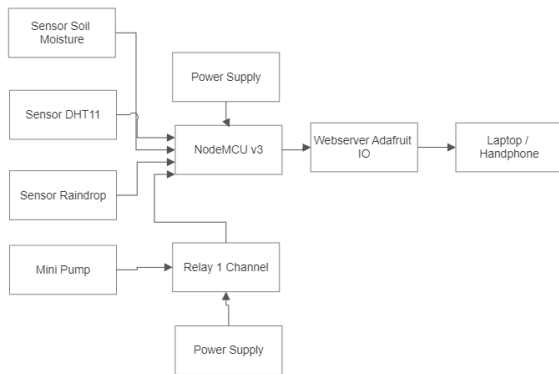 Sensor Soil
Moisture
Power Supply
Sensor DHT11
NodeMCU v3
Webserver Adafruit
IO
Laptop /
Handphone
Sensor Raindrop
Mini Pump
Relay 1 Channel
Power Supply